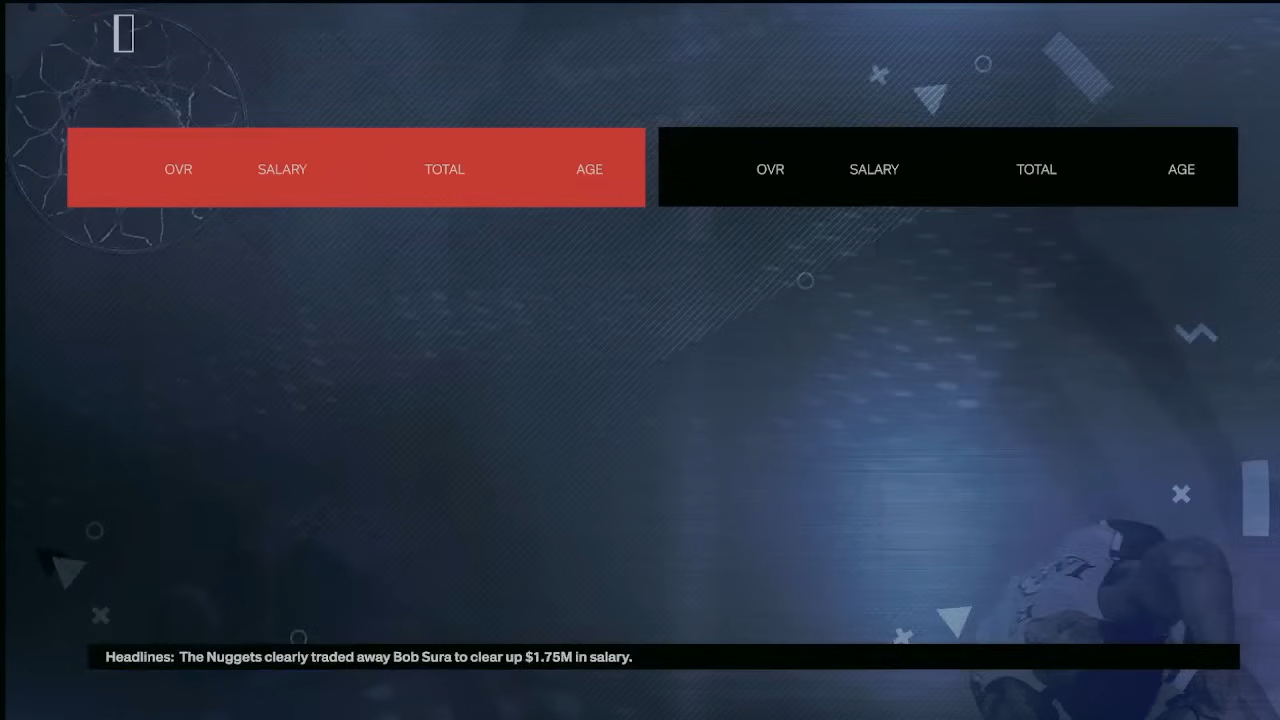 OVR SALARY TOTAL AGE OVR SALARY TOTAL AGE
Headlines: The Nuggets clearly traded away Bob Sura to clear up $1.75M in salary.